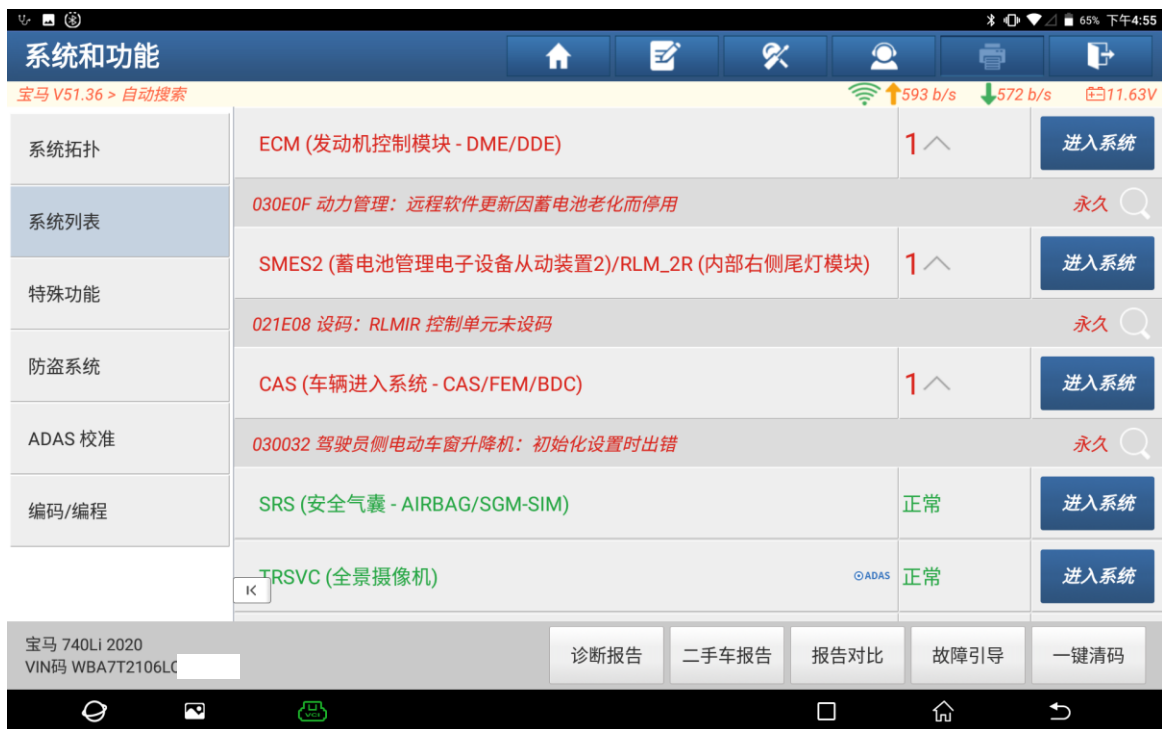 65% 下午4:55
系统和功能
宝马 V51.36 > 自动搜索 593 b/s 572 b/s 11.63V
系统拓扑
系统列表
特殊功能
防盗系统
ADAS 校准
编码/编程
ECM (发动机控制模块 - DME/DDE) 1 进入系统
030E0F 动力管理：远程软件更新因蓄电池老化而停用 永久
SMES2 (蓄电池管理电子设备从动装置2)/RLM_2R (内部右侧尾灯模块) 1 进入系统
021E08 设码：RLMIR 控制单元未设码 永久
CAS (车辆进入系统 - CAS/FEM/BDC) 1 进入系统
030032 驾驶员侧电动车窗升降机：初始化设置时出错 永久
SRS (安全气囊 - AIRBAG/SGM-SIM) 正常 进入系统
TRSVC (全景摄像机) ADAS 正常 进入系统
宝马 740Li 2020
VIN码 WBA7T2106LC
诊断报告 二手车报告 报告对比 故障引导 一键清码
VCI